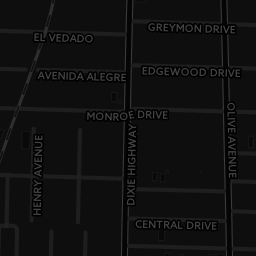 GREYMON DRIVE
EL VEDADO
EDGEWOOD DRIVE
AVENIDA ALEGRE
MONROE DRIVE
OLIVE AVENUE
DIXIE HIGHWAY
HENRY AVENUE
CENTRAL DRIVE